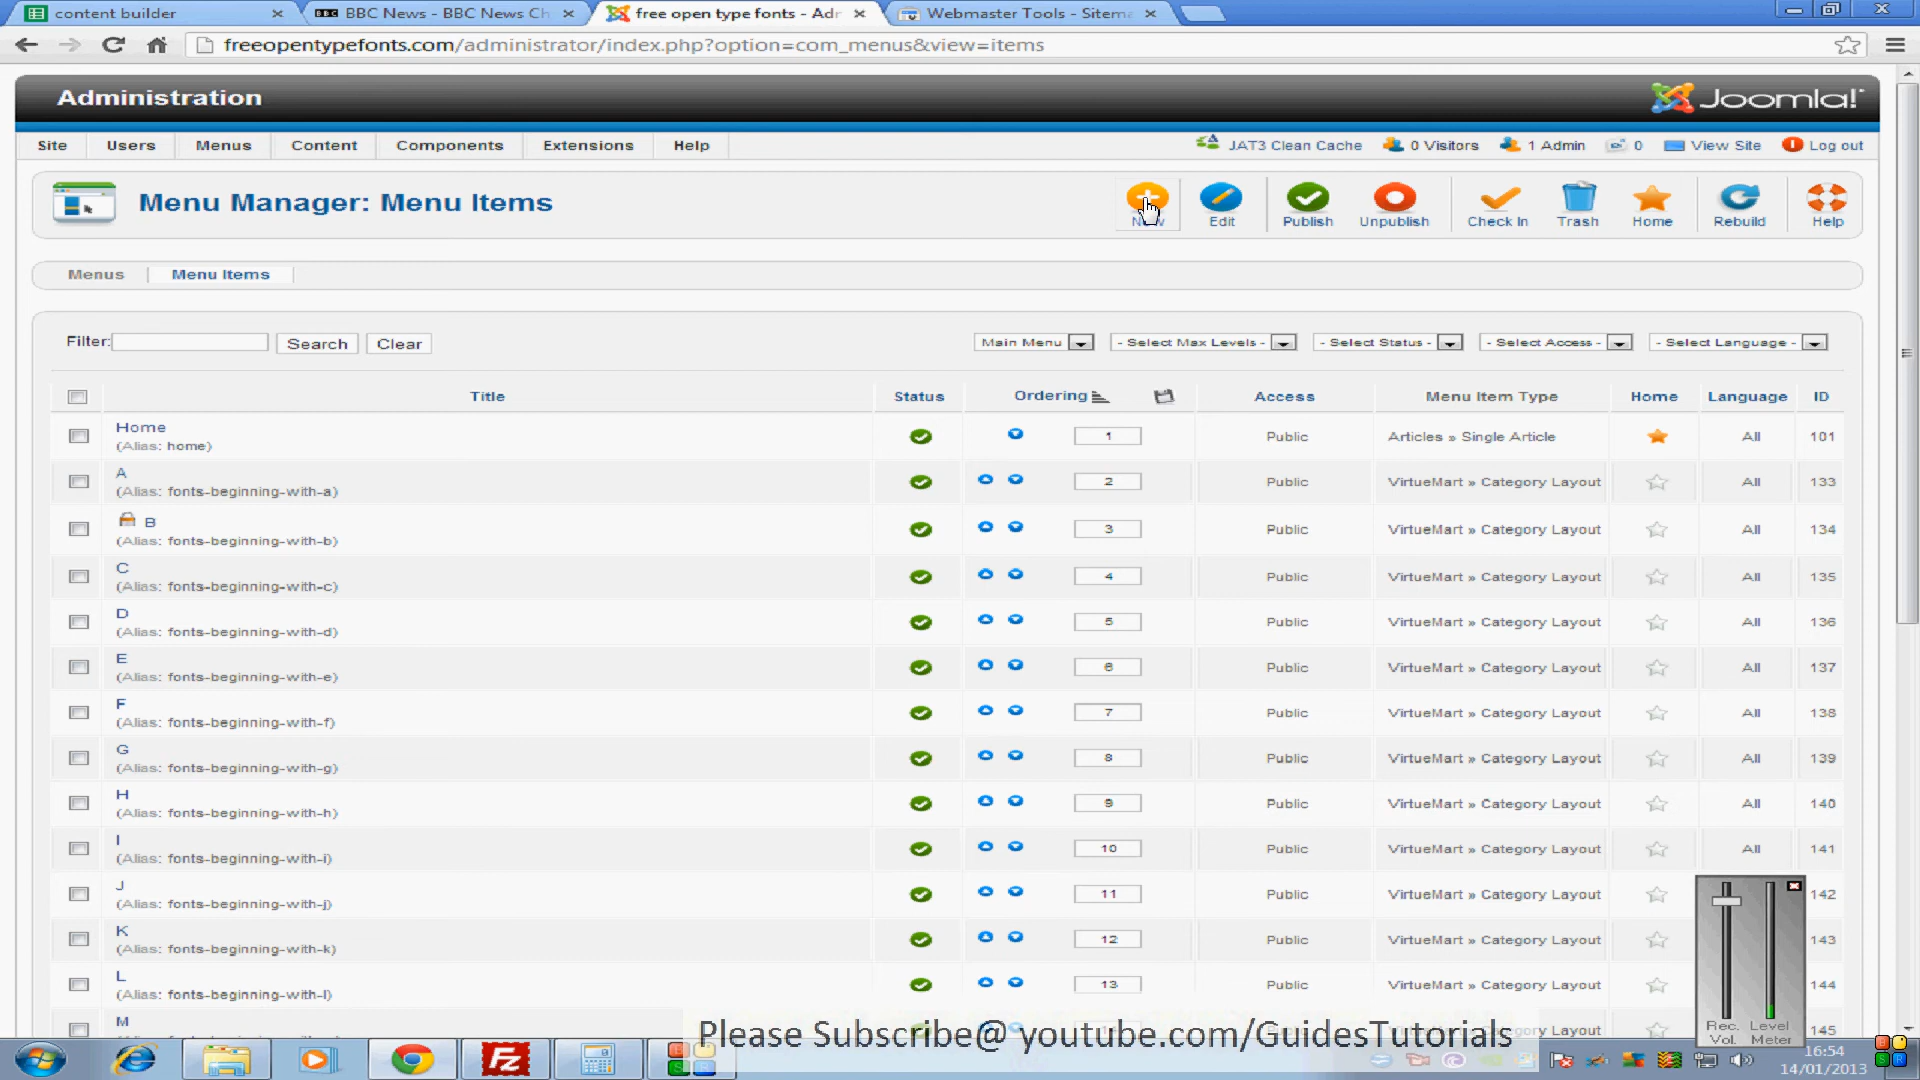 content builder
BBC News - BBC News Ch
free open type fonts - Adr
Webmaster Tools - Sitema
freeopentypefonts.com/administrator/index.php?option=com_menus&view=items
Administration
Joomla!
Site Users Menus Content Components Extensions Help
JAT3 Clean Cache 0 Visitors 1 Admin 0 View Site Log out
Menu Manager: Menu Items
New Edit Publish Unpublish Check In Trash Home Rebuild Help
Menus Menu Items
Filter: Search Clear
Main Menu - Select Max Levels - - Select Status - - Select Access - - Select Language -
Title Status Ordering Access Menu Item Type Home Language ID
Home
(Alias: home) 1 Public Articles » Single Article All 101
A
(Alias: fonts-beginning-with-a) 2 Public VirtueMart » Category Layout All 133
B
(Alias: fonts-beginning-with-b) 3 Public VirtueMart » Category Layout All 134
C
(Alias: fonts-beginning-with-c) 4 Public VirtueMart » Category Layout All 135
D
(Alias: fonts-beginning-with-d) 5 Public VirtueMart » Category Layout All 136
E
(Alias: fonts-beginning-with-e) 6 Public VirtueMart » Category Layout All 137
F
(Alias: fonts-beginning-with-f) 7 Public VirtueMart » Category Layout All 138
G
(Alias: fonts-beginning-with-g) 8 Public VirtueMart » Category Layout All 139
H
(Alias: fonts-beginning-with-h) 9 Public VirtueMart » Category Layout All 140
I
(Alias: fonts-beginning-with-i) 10 Public VirtueMart » Category Layout All 141
J
(Alias: fonts-beginning-with-j) 11 Public VirtueMart » Category Layout 142
K
(Alias: fonts-beginning-with-k) 12 Public VirtueMart » Category Layout 143
L
(Alias: fonts-beginning-with-l) 13 Public VirtueMart » Category Layout 144
M
145
Rec. Level
Vol. Meter
Please Subscribe@ youtube.com/GuidesTutorials
16:54
14/01/2013